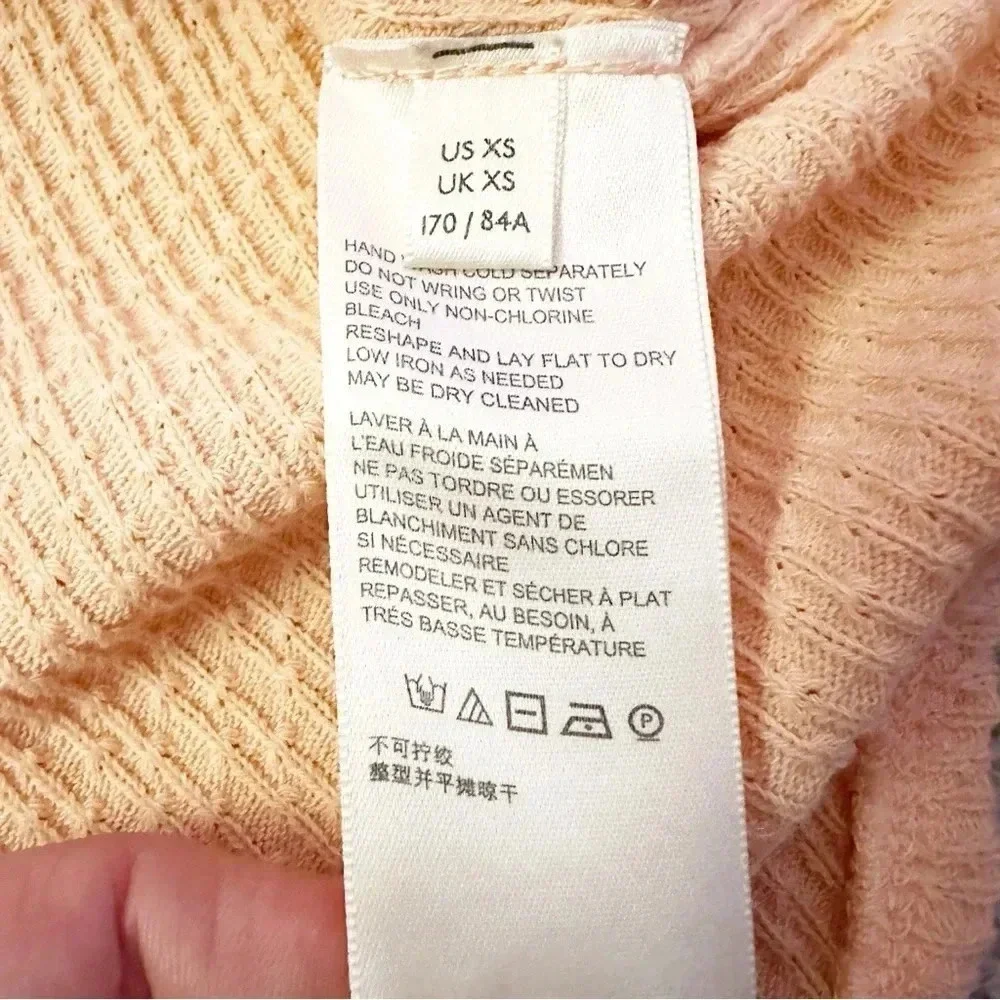 US XS
UK XS
170 / 84A
HAND WASH COLD SEPARATELY
DO NOT WRING OR TWIST
USE ONLY NON-CHLORINE
BLEACH
RESHAPE AND LAY FLAT TO DRY
LOW IRON AS NEEDED
MAY BE DRY CLEANED
LAVER À LA MAIN À
L'EAU FROIDE SÉPARÉMEN
NE PAS TORDRE OU ESSORER
UTILISER UN AGENT DE
BLANCHIMENT SANS CHLORE
SI NÉCESSAIRE
REMODELER ET SÉCHER À PLAT
REPASSER, AU BESOIN, À
TRÉS BASSE TEMPÉRATURE
P
不可拧绞
整型并平摊晾干